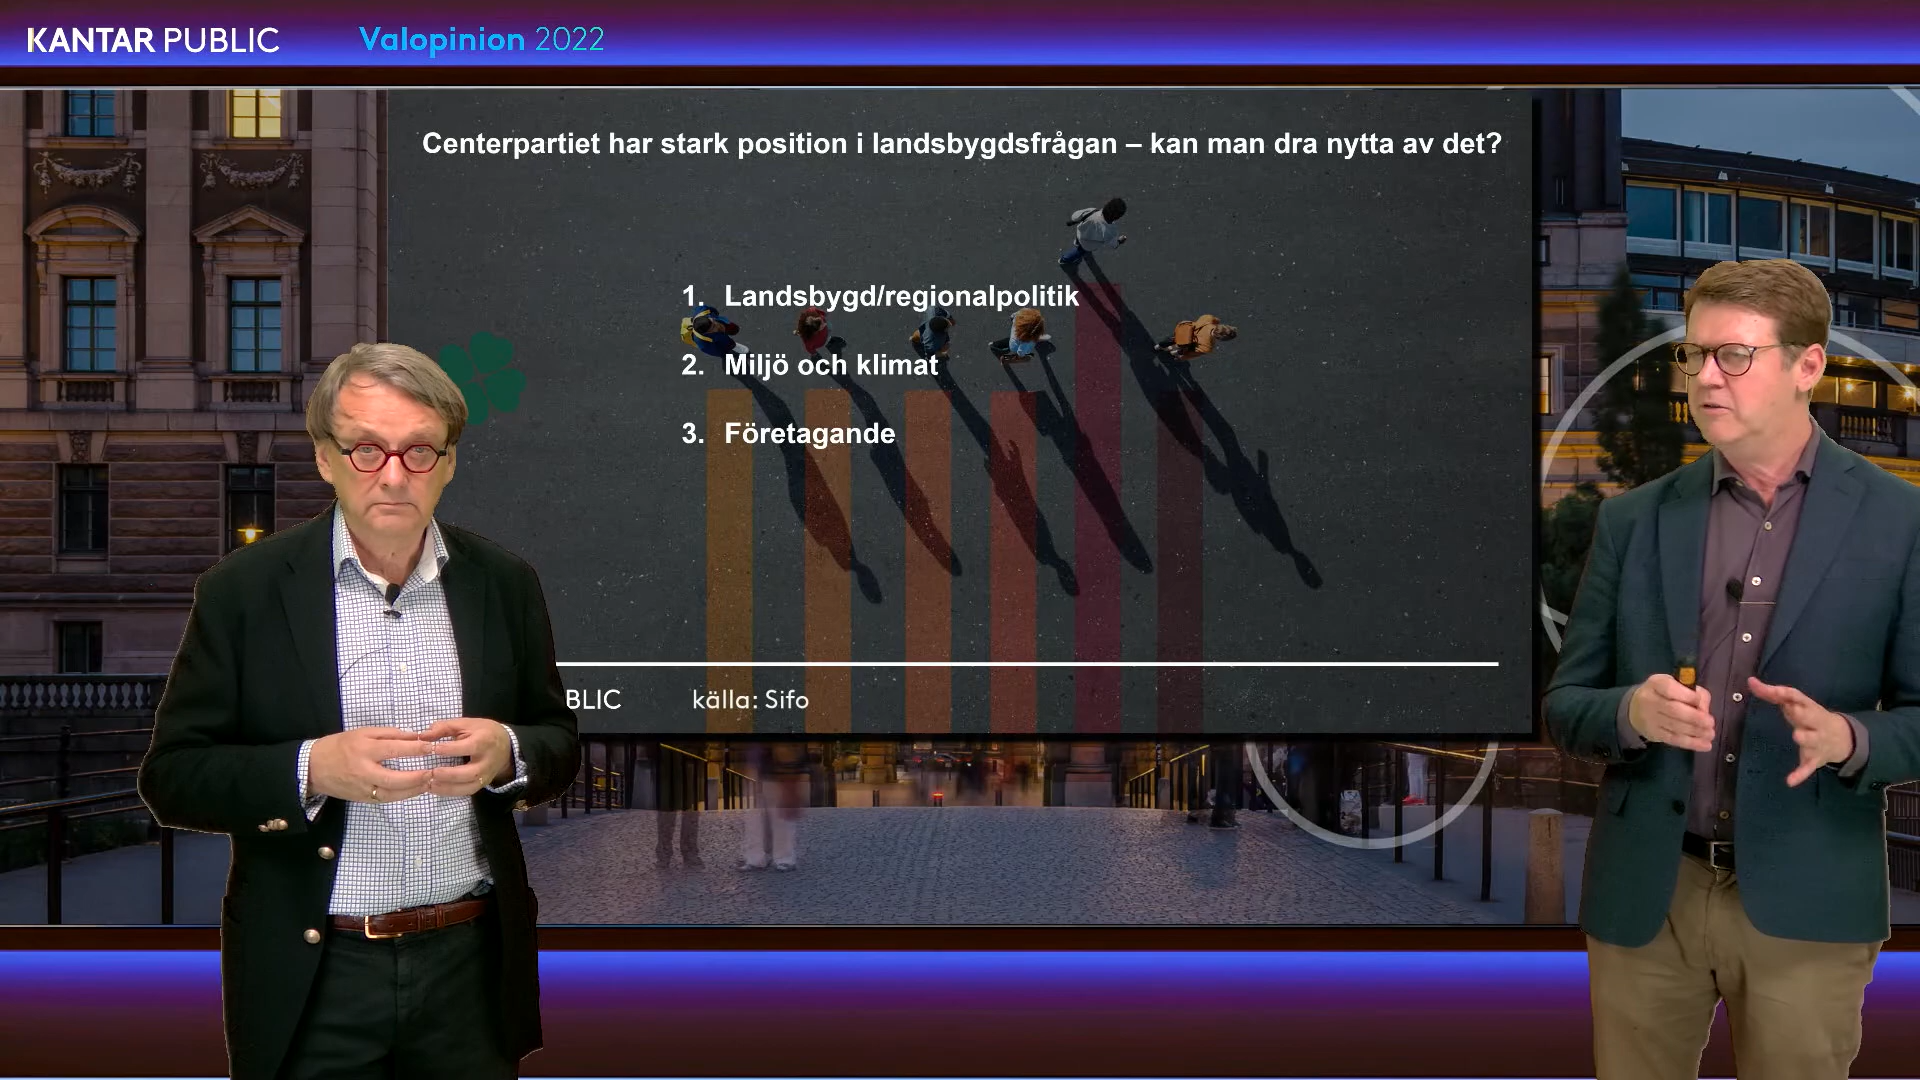 KANTAR PUBLIC
Valopinion 2022
Centerpartiet har stark position i landsbygdsfrågan – kan man dra nytta av det?
1. Landsbygd/regionalpolitik
2. Miljö och klimat
3. Företagande
BLIC
källa: Sifo